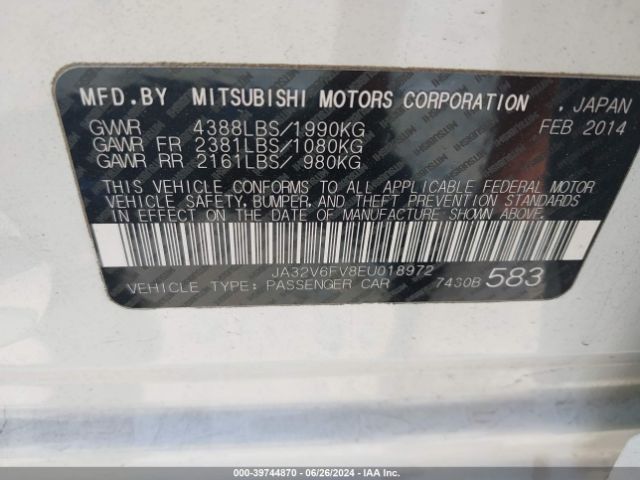 MFD.BY MITSUBISHI MOTORS CORPORATION , JAPAN
GVWR 4388LBS/1990KG FEB 2014
GAWR FR 2381LBS/1080KG
GAWR RR 2161LBS/ 980KG
THIS VEHICLE CONFORMS TO ALL APPLICABLE FEDERAL MOTOR
VEHICLE SAFETY, BUMPER, AND THEFT PREVENTION STANDARDS
IN EFFECT ON THE DATE OF MANUFACTURE SHOWN ABOVE.
JA32V6FV8EU018972
VEHICLE TYPE: PASSENGER CAR 7430B 583
000-39744870 | 06/26/2024 | IAA Inc.